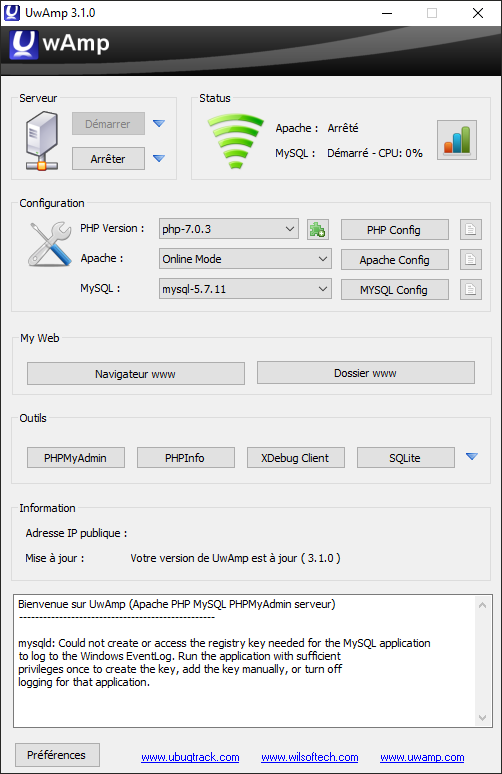 UwAmp 3.1.0
UwAmp
Serveur
Démarrer
Arrêter
Status
Apache : Arrêté
MySQL : Démarré - CPU: 0%
Configuration
PHP Version : php-7.0.3 PHP Config
Apache : Online Mode Apache Config
MySQL : mysql-5.7.11 MYSQL Config
My Web
Navigateur www Dossier www
Outils
PHPMyAdmin PHPInfo XDebug Client SQLite
Information
Adresse IP publique :
Mise à jour : Votre version de UwAmp est à jour ( 3.1.0 )
Bienvenue sur UwAmp (Apache PHP MySQL PHPMyAdmin serveur)
-------------------------------------------------
mysqld: Could not create or access the registry key needed for the MySQL application
to log to the Windows EventLog. Run the application with sufficient
privileges once to create the key, add the key manually, or turn off
logging for that application.
Préférences www.ubugtrack.com www.wilsoftech.com www.uwamp.com